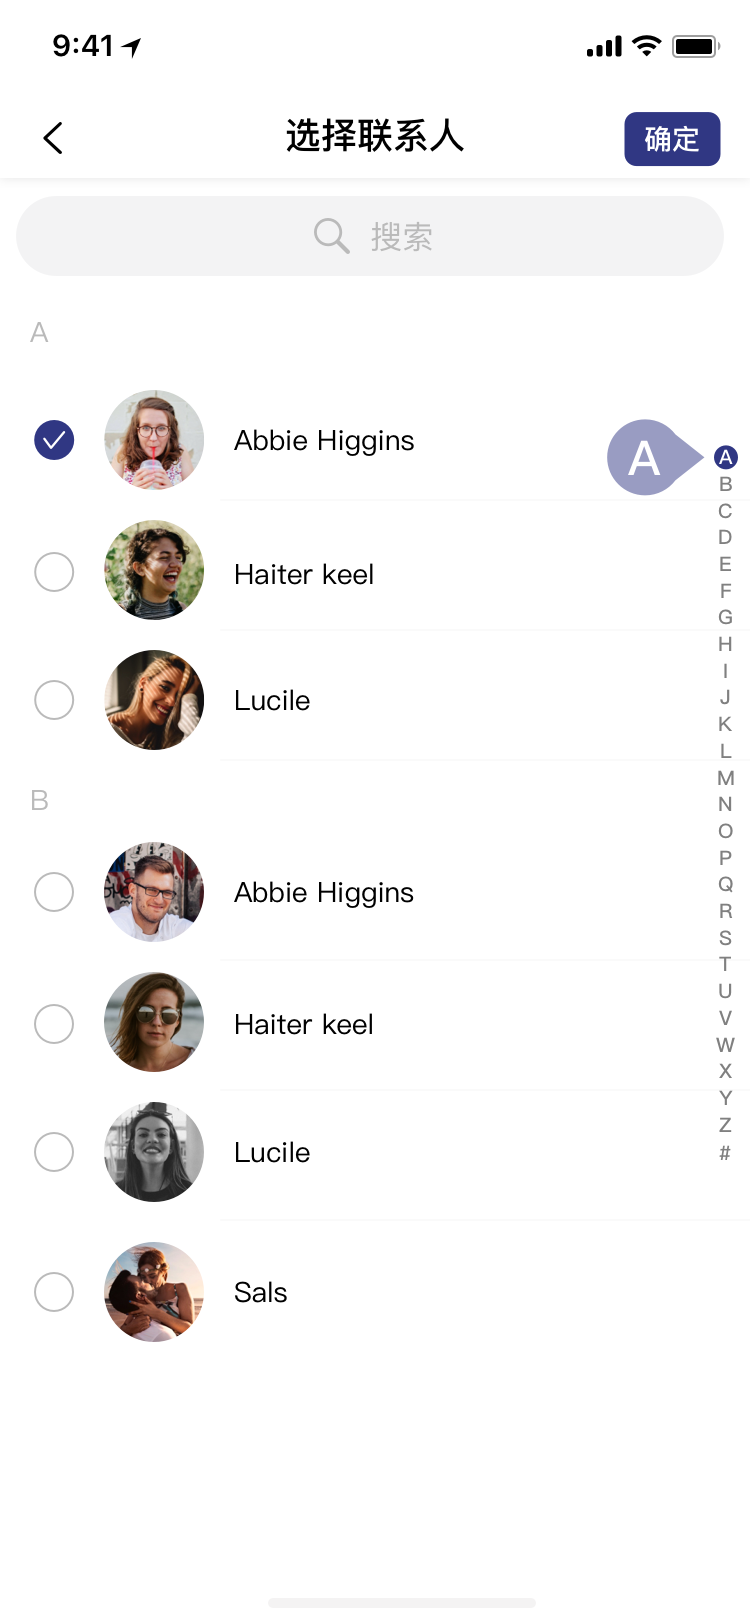 9:41
选择联系人
确定
搜索
A
Abbie Higgins
A
A
B
C
D
E
F
G
H
I
J
K
L
M
N
O
P
Q
R
S
T
U
V
W
X
Y
Z
#
Haiter keel
Lucile
B
Abbie Higgins
Haiter keel
Lucile
Sals